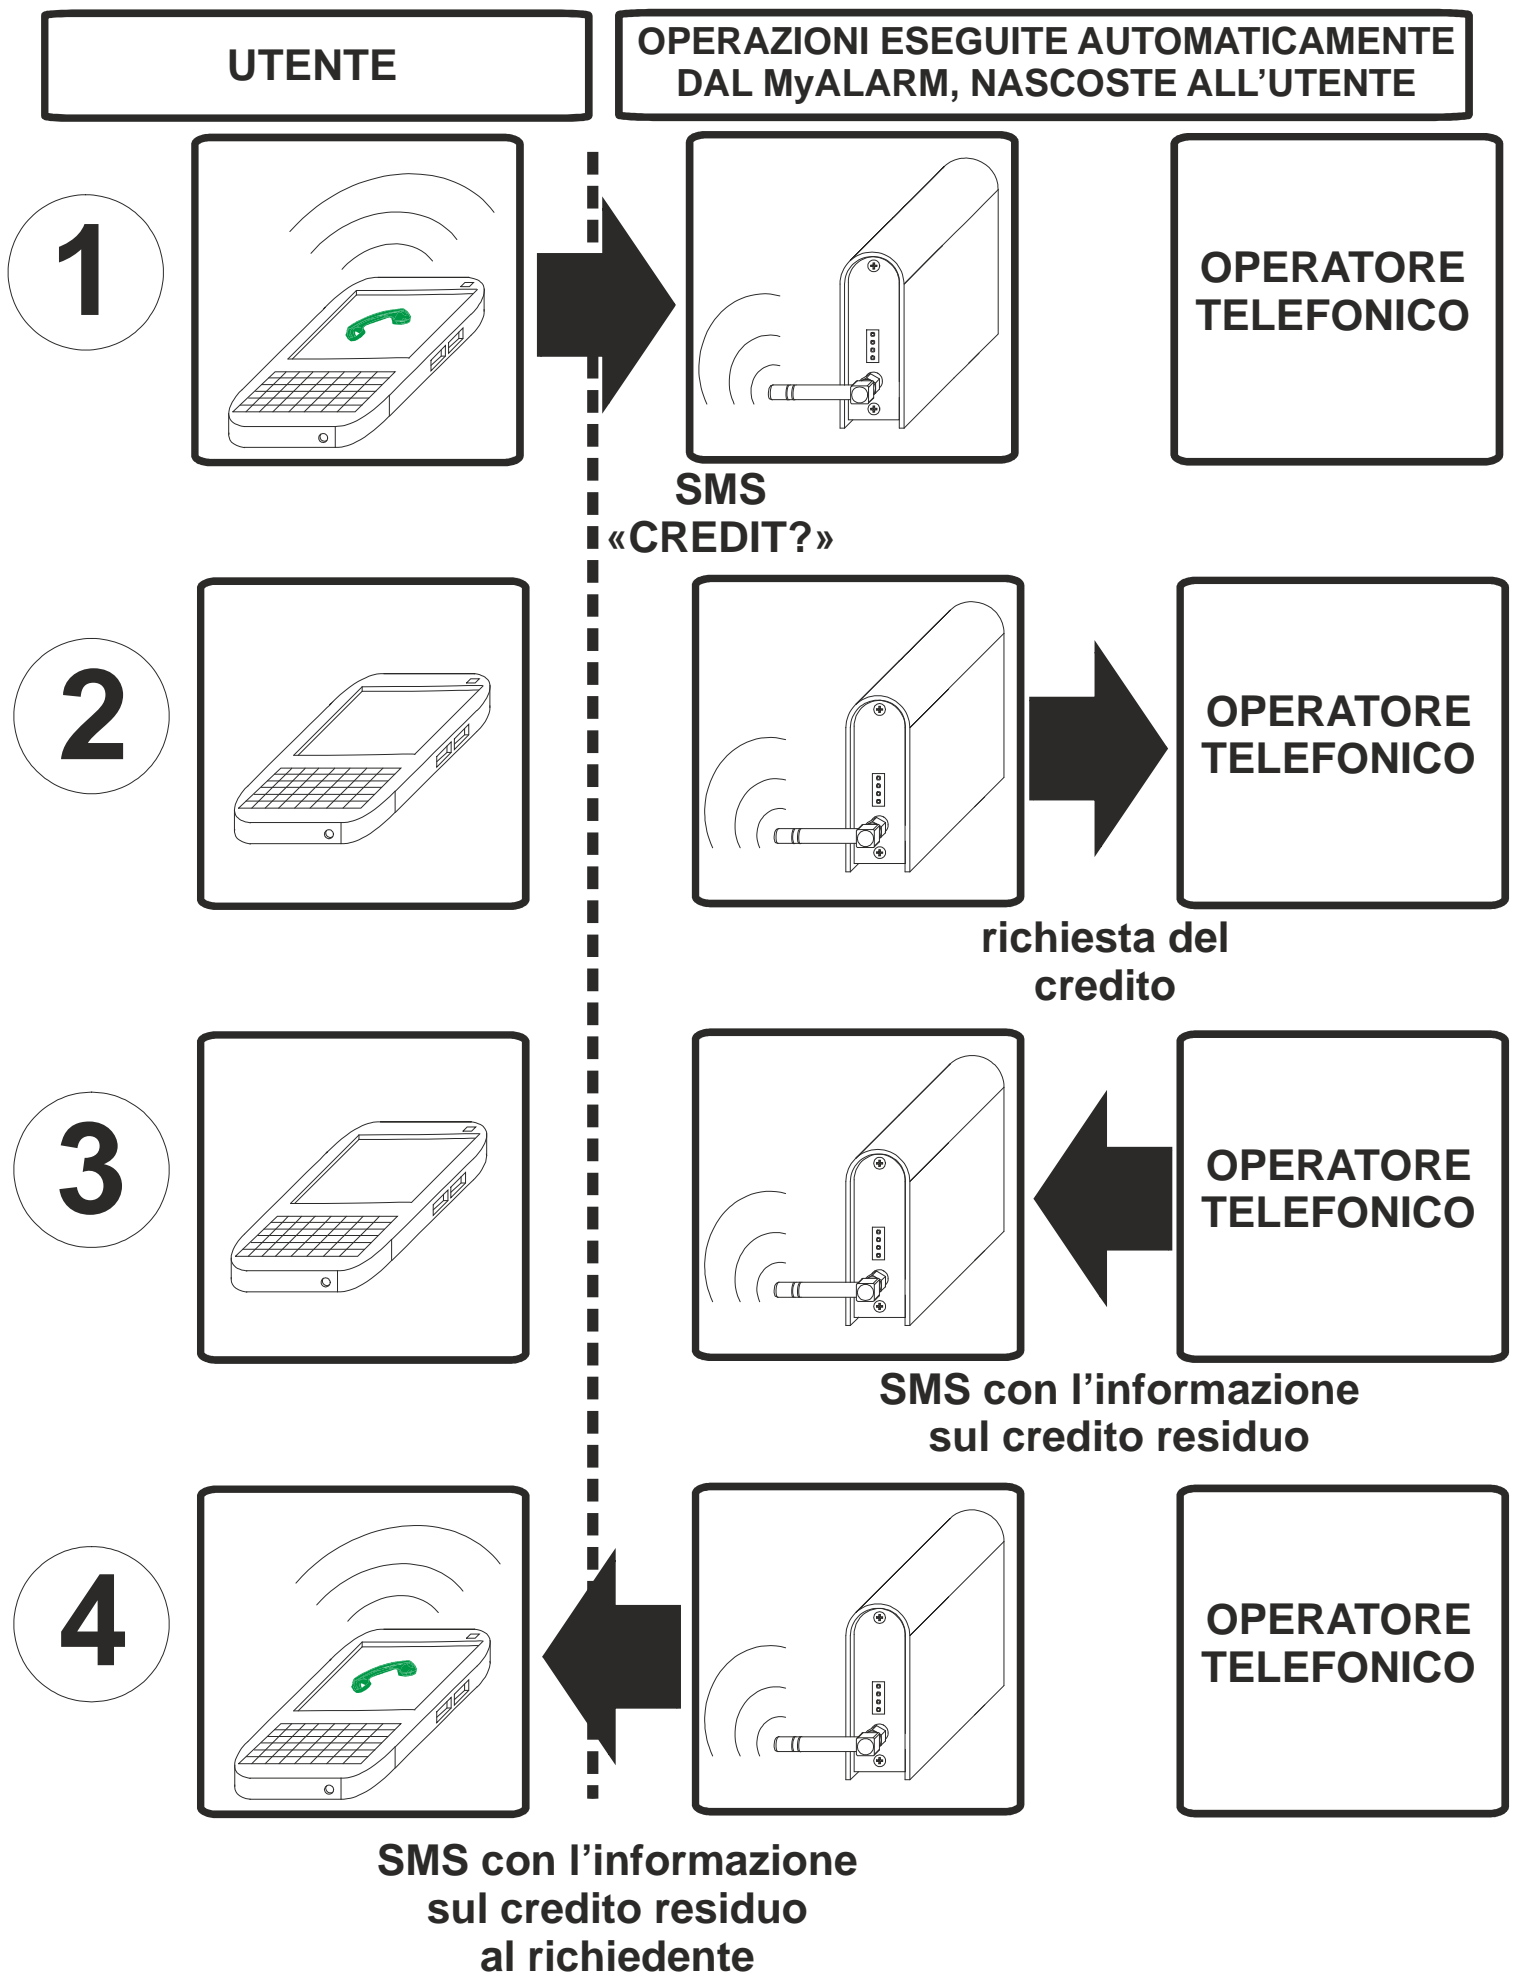 UTENTE
OPERAZIONI ESEGUITE AUTOMATICAMENTE
DAL MyALARM, NASCOSTE ALL’UTENTE
1
OPERATORE
TELEFONICO
SMS
«CREDIT?»
2
OPERATORE
TELEFONICO
richiesta del
credito
3
OPERATORE
TELEFONICO
SMS con l’informazione
sul credito residuo
4
OPERATORE
TELEFONICO
SMS con l’informazione
sul credito residuo
al richiedente